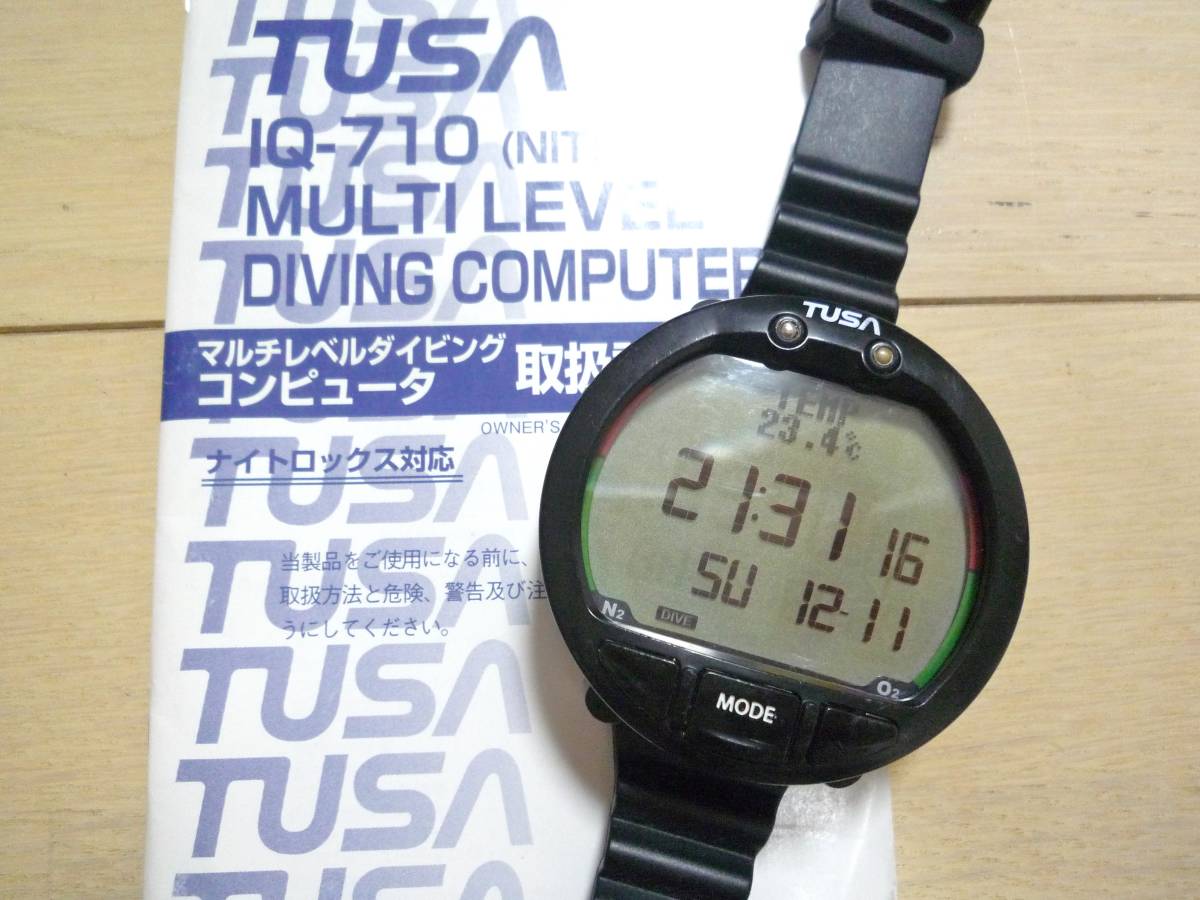 TUSA
IQ-710 (NIT
MULTI LEVEL
DIVING COMPUTER
マルチレベルダイビング
コンピュータ 取扱
OWNER'S
ナイトロックス対応
当製品をご使用になる前に、
取扱方法と危険、警告及び注
うにしてください。
TUSA
TUSA
TUSA
TUSA
TUSA
TUSA
TUSA
TUSA
TUSA
TEMP
23.4°C
21:31 16
SU 12-11
N2 DIVE O2
MODE